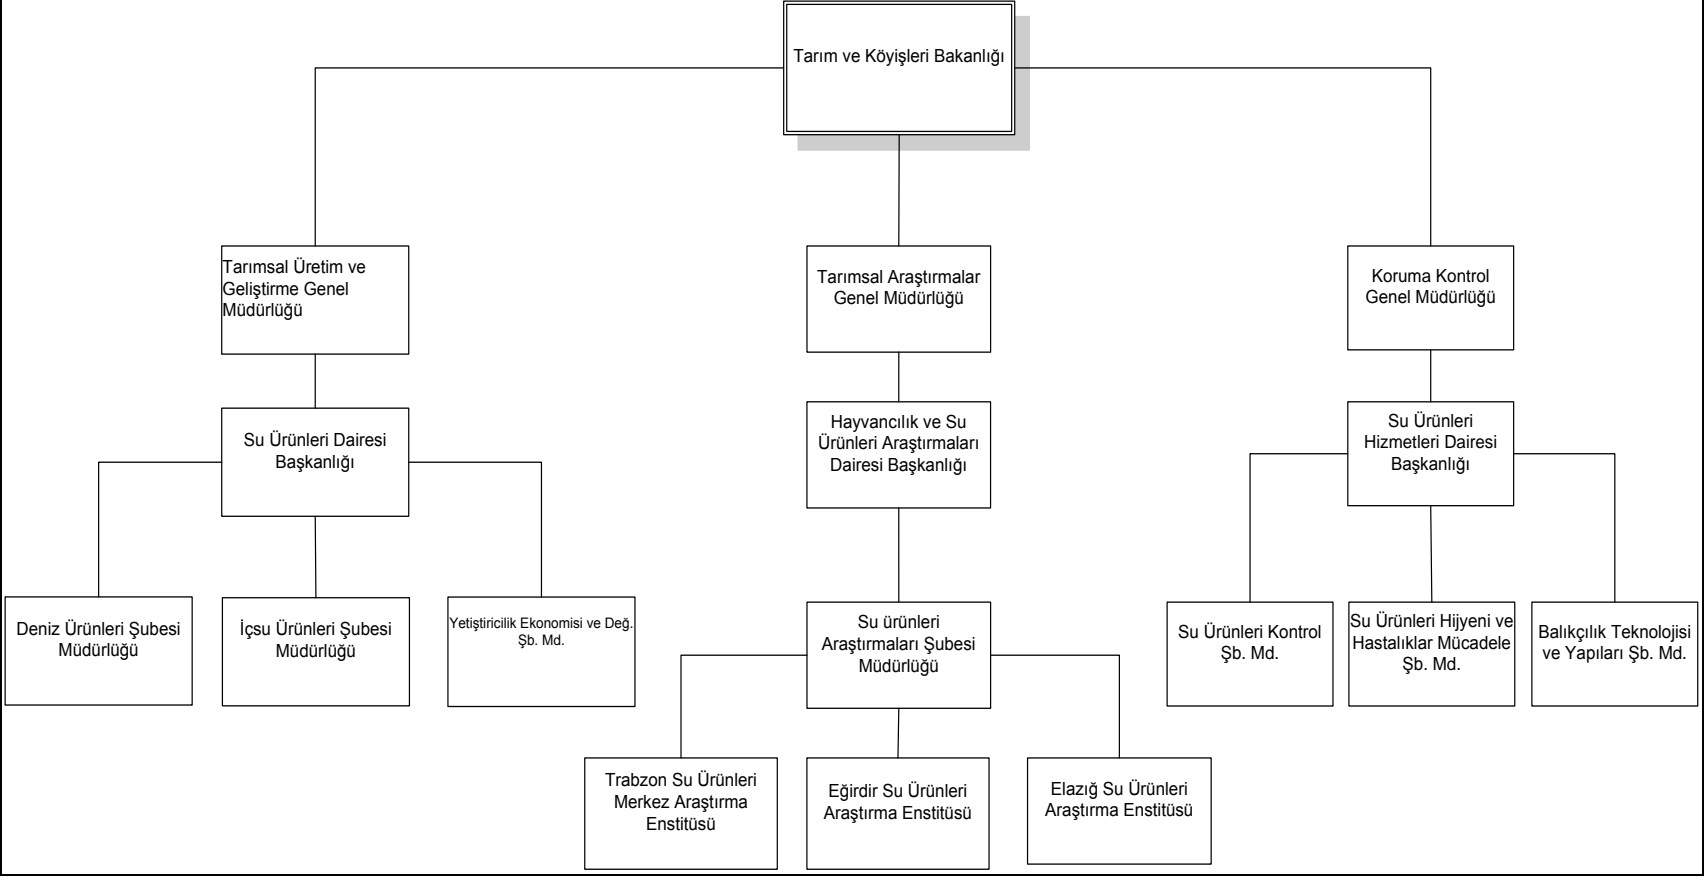 Tarım ve Köyişleri Bakanlığı
Tarımsal Üretim ve
Geliştirme Genel
Müdürlüğü
Tarımsal Araştırmalar
Genel Müdürlüğü
Koruma Kontrol
Genel Müdürlüğü
Su Ürünleri Dairesi
Başkanlığı
Hayvancılık ve Su
Ürünleri Araştırmaları
Dairesi Başkanlığı
Su Ürünleri
Hizmetleri Dairesi
Başkanlığı
Deniz Ürünleri Şubesi
Müdürlüğü
İçsu Ürünleri Şubesi
Müdürlüğü
Yetiştiricilik Ekonomisi ve Değ.
Şb. Md.
Su ürünleri
Araştırmaları Şubesi
Müdürlüğü
Su Ürünleri Kontrol
Şb. Md.
Su Ürünleri Hijyeni ve
Hastalıklar Mücadele
Şb. Md.
Balıkçılık Teknolojisi
ve Yapıları Şb. Md.
Trabzon Su Ürünleri
Merkez Araştırma
Enstitüsü
Eğirdir Su Ürünleri
Araştırma Enstitüsü
Elazığ Su Ürünleri
Araştırma Enstitüsü